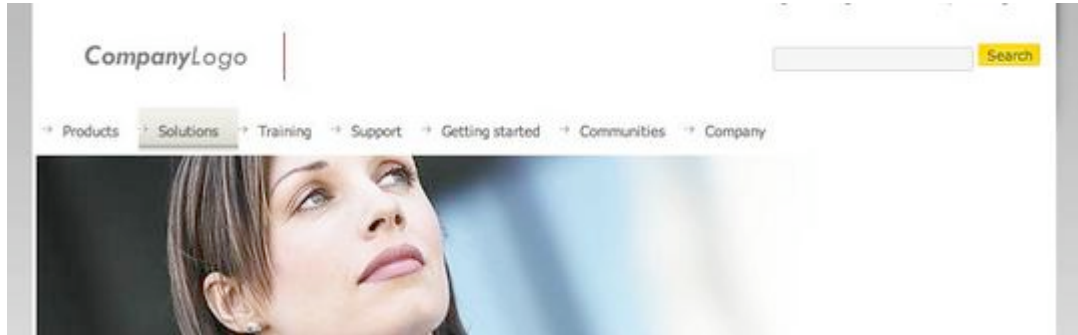 CompanyLogo
Search
Products Solutions Training Support Getting started Communities Company